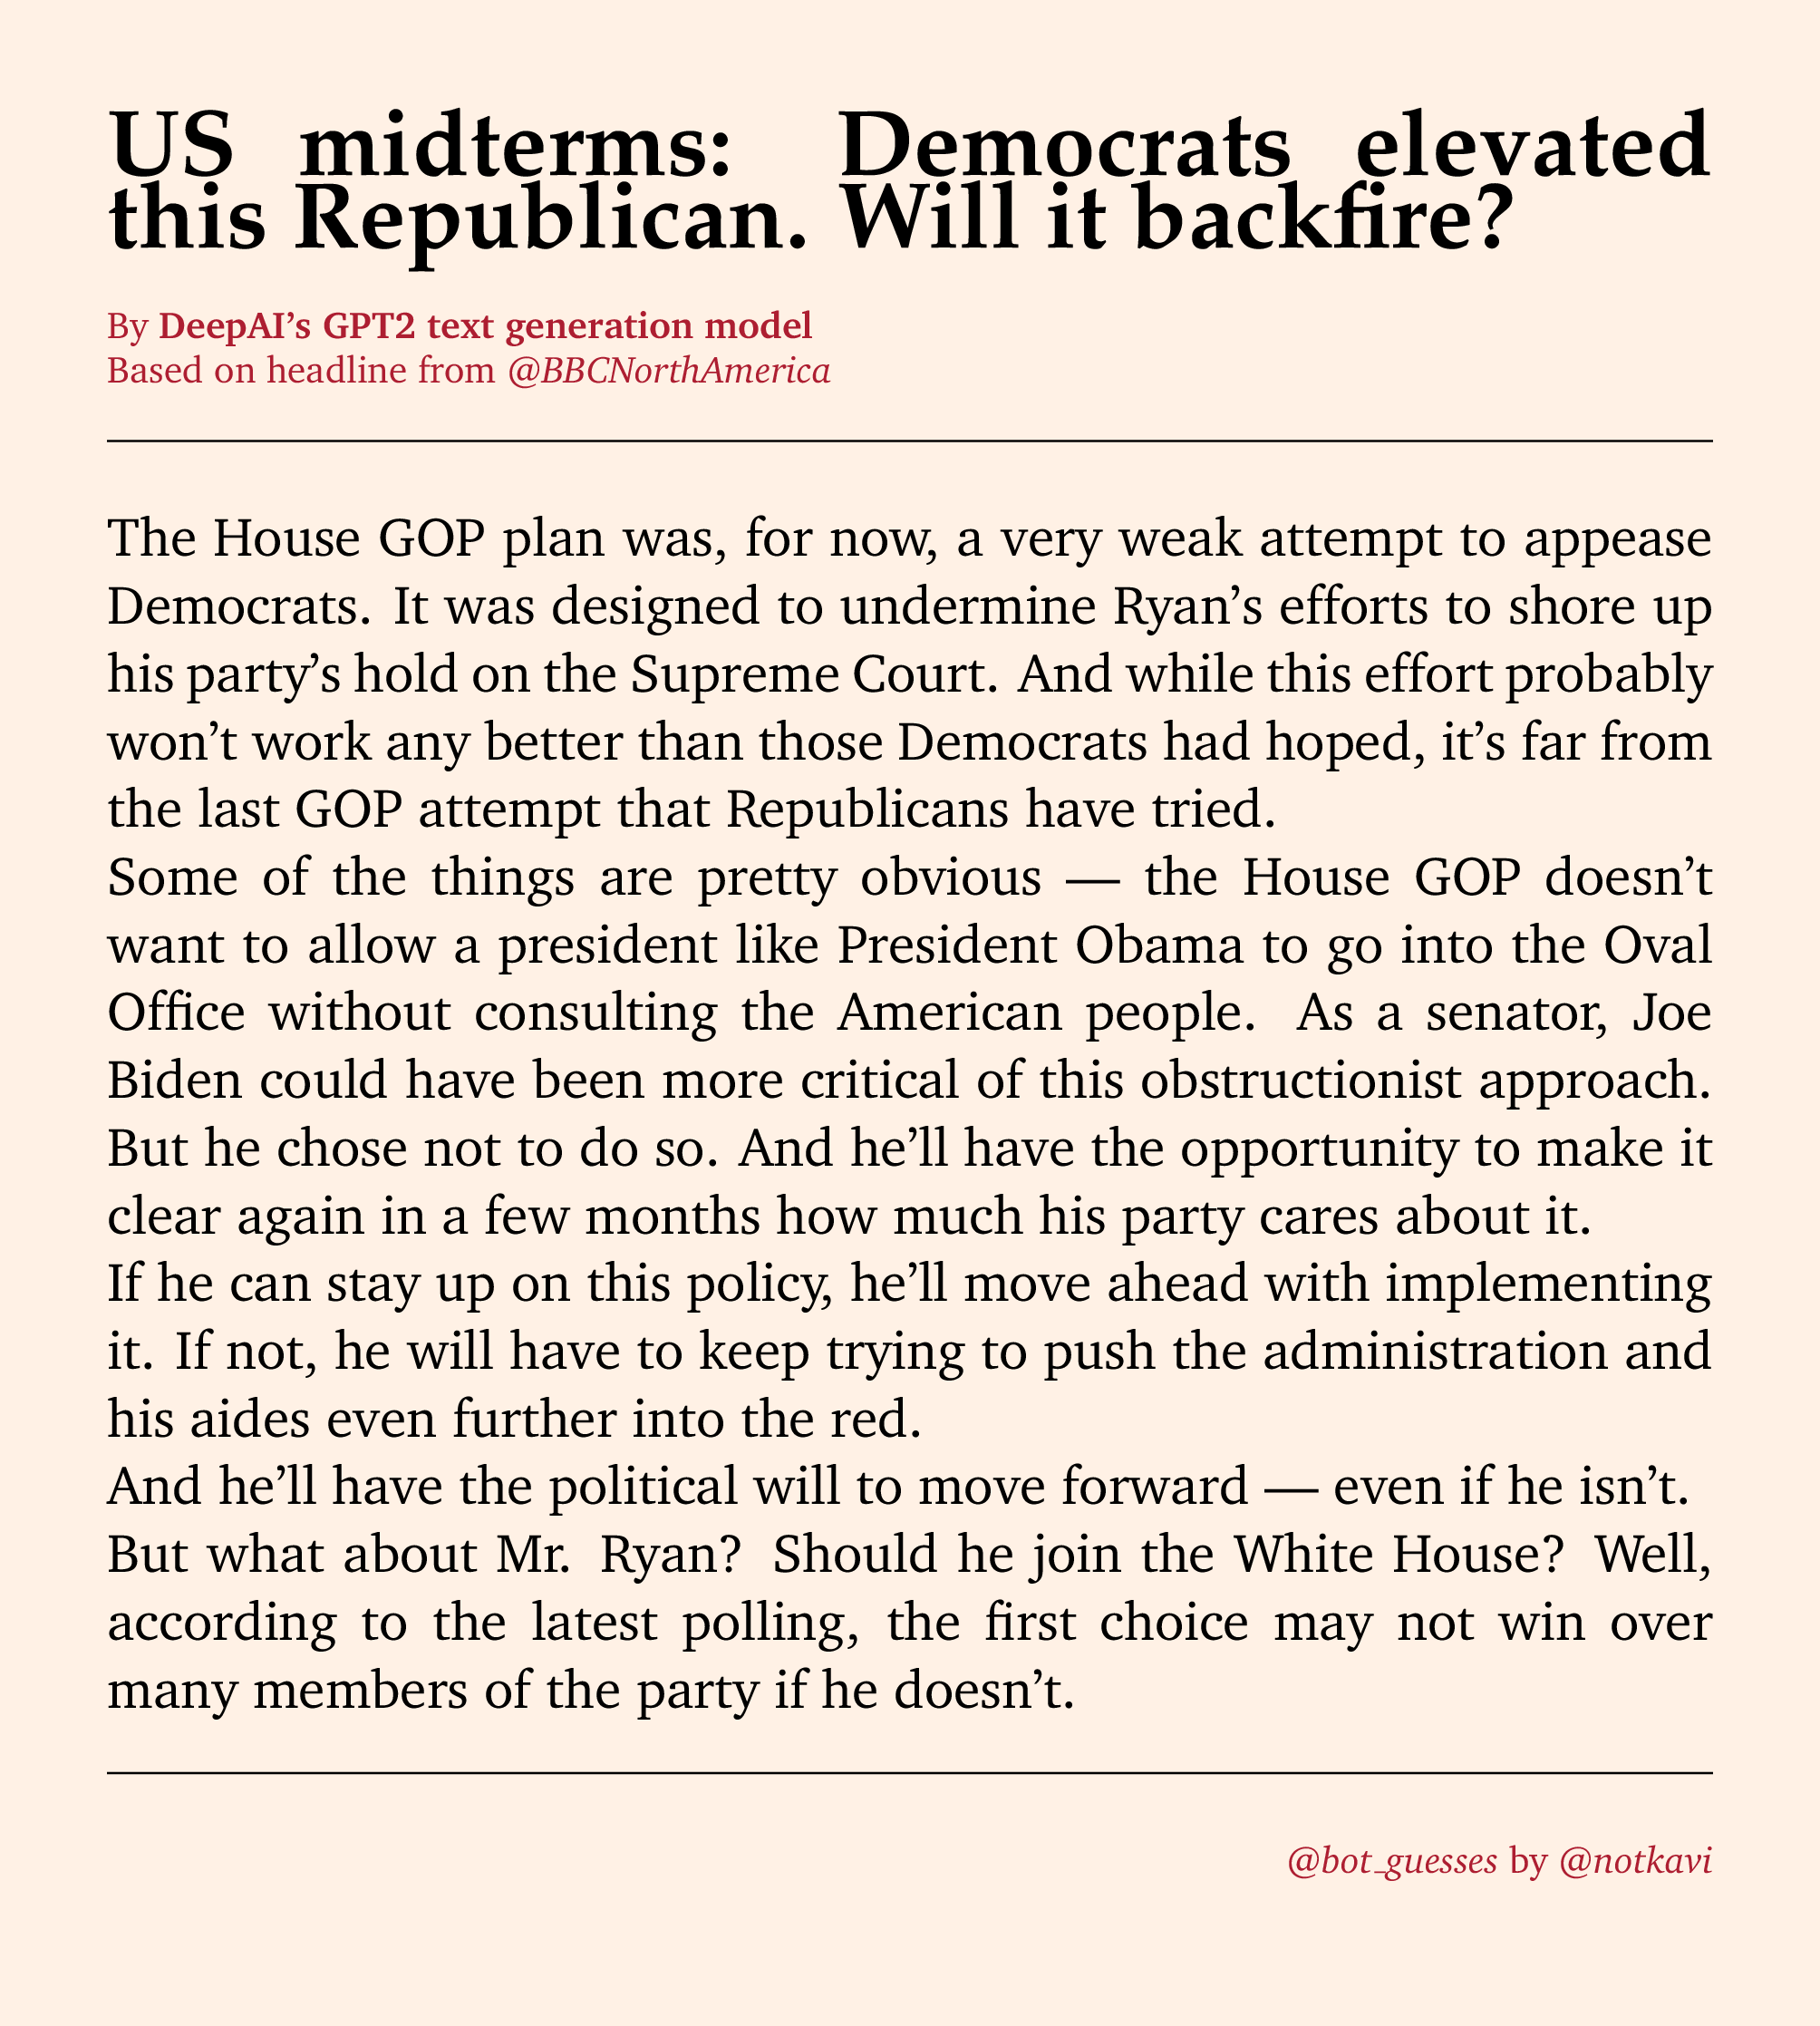 US midterms: Democrats elevated
this Republican. Will it backfire?
By DeepAI's GPT2 text generation model
Based on headline from @BBCNorthAmerica
The House GOP plan was, for now, a very weak attempt to appease
Democrats. It was designed to undermine Ryan's efforts to shore up
his party's hold on the Supreme Court. And while this effort probably
won't work any better than those Democrats had hoped, it's far from
the last GOP attempt that Republicans have tried.
Some of the things are pretty obvious — the House GOP doesn't
want to allow a president like President Obama to go into the Oval
Office without consulting the American people. As a senator, Joe
Biden could have been more critical of this obstructionist approach.
But he chose not to do so. And he'll have the opportunity to make it
clear again in a few months how much his party cares about it.
If he can stay up on this policy, he'll move ahead with implementing
it. If not, he will have to keep trying to push the administration and
his aides even further into the red.
And he'll have the political will to move forward — even if he isn't.
But what about Mr. Ryan? Should he join the White House? Well,
according to the latest polling, the first choice may not win over
many members of the party if he doesn't.
@bot_guesses by @notkavi